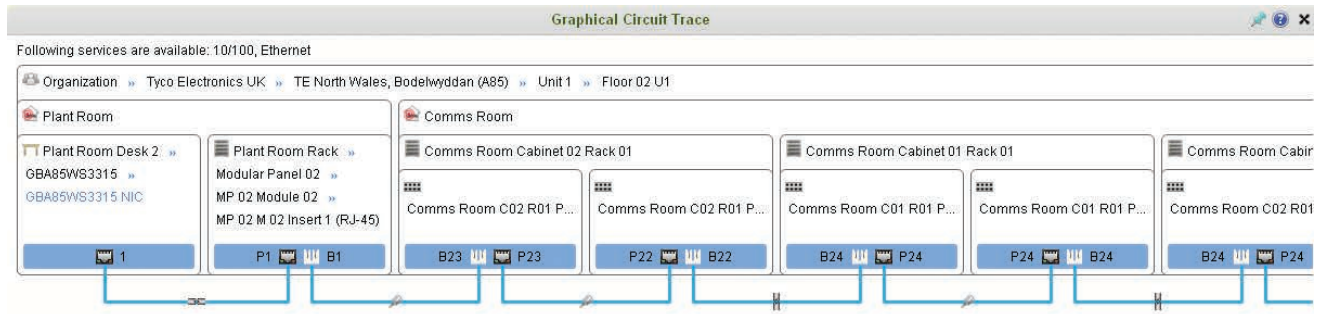 Graphical Circuit Trace
Following services are available: 10/100, Ethernet
Organization » Tyco Electronics UK » TE North Wales, Bodelwyddan (A85) » Unit 1 » Floor 02 U1
Plant Room
Comms Room
Plant Room Desk 2 »
GBA85WS3315 »
GBA85WS3315 NIC
Plant Room Rack »
Modular Panel 02 »
MP 02 Module 02 »
MP 02 M 02 Insert 1 (RJ-45)
Comms Room Cabinet 02 Rack 01
Comms Room C02 R01 P...
Comms Room C02 R01 P...
Comms Room Cabinet 01 Rack 01
Comms Room C01 R01 P...
Comms Room C01 R01 P...
Comms Room Cabin
Comms Room C02 R01
1
P1 B1
B23 P23
P22 B22
B24 P24
P24 B24
B24 P24